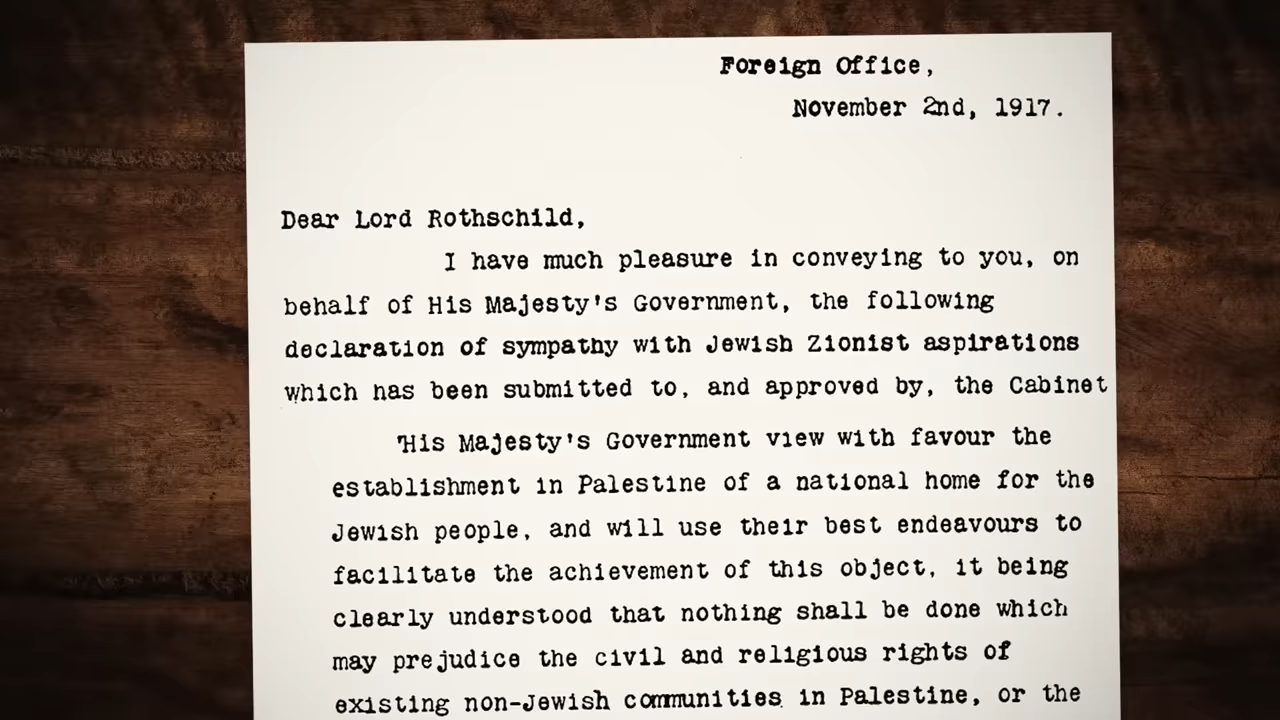 Foreign Office,
November 2nd, 1917.
Dear Lord Rothschild,
I have much pleasure in conveying to you, on
behalf of His Majesty's Government, the following
declaration of sympathy with Jewish Zionist aspirations
which has been submitted to, and approved by, the Cabinet
'His Majesty's Government view with favour the
establishment in Palestine of a national home for the
Jewish people, and will use their best endeavours to
facilitate the achievement of this object, it being
clearly understood that nothing shall be done which
may prejudice the civil and religious rights of
existing non-Jewish communities in Palestine, or the